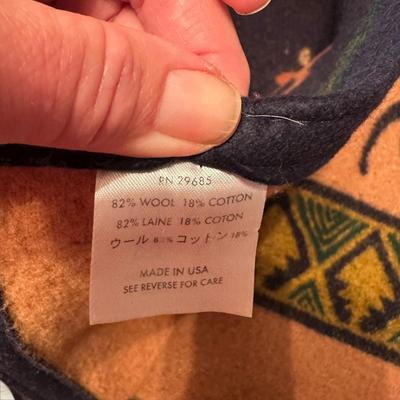 RN 29685
82% WOOL 18% COTTON
82% LAINE 18% COTON
ウール 82% コットン 18%
MADE IN USA
SEE REVERSE FOR CARE